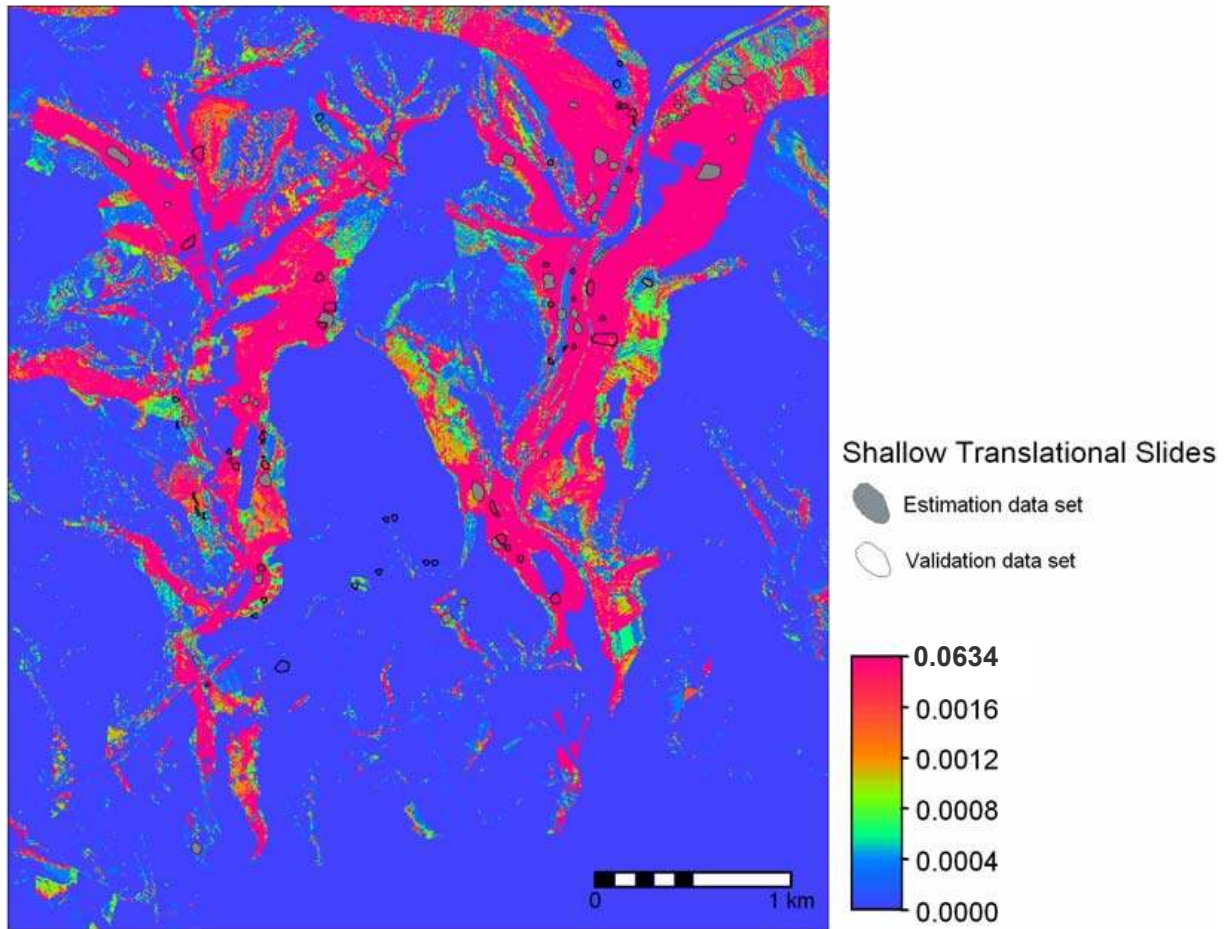 Shallow Translational Slides
Estimation data set
Validation data set
0.0634
0.0016
0.0012
0.0008
0.0004
0.0000
0 1 km